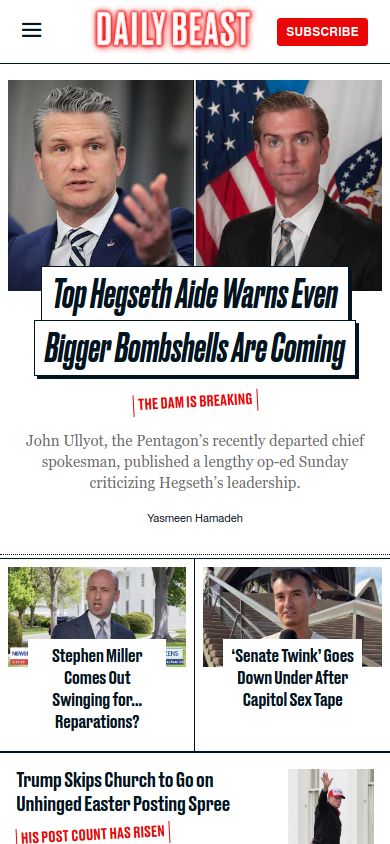 DAILY BEAST
SUBSCRIBE
Top Hegseth Aide Warns Even
Bigger Bombshells Are Coming
THE DAM IS BREAKING
John Ullyot, the Pentagon’s recently departed chief
spokesman, published a lengthy op-ed Sunday
criticizing Hegseth’s leadership.
Yasmeen Hamadeh
Stephen Miller
Comes Out
Swinging for...
Reparations?
‘Senate Twink’ Goes
Down Under After
Capitol Sex Tape
Trump Skips Church to Go on
Unhinged Easter Posting Spree
HIS POST COUNT HAS RISEN